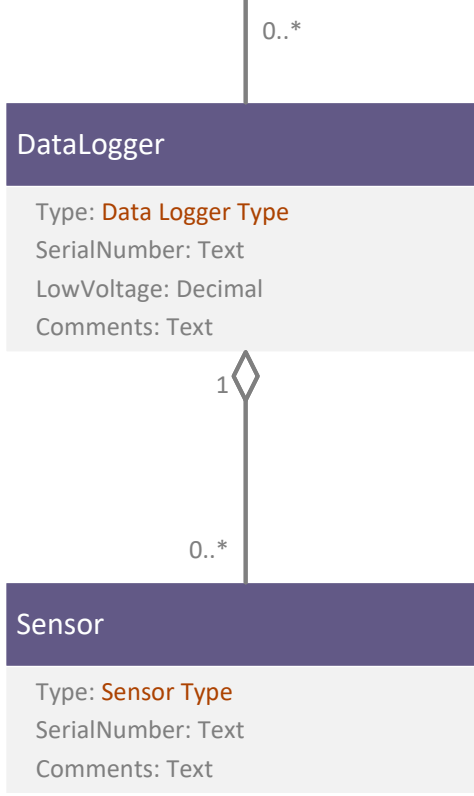 0..*
DataLogger
Type: Data Logger Type
SerialNumber: Text
LowVoltage: Decimal
Comments: Text
1
0..*
Sensor
Type: Sensor Type
SerialNumber: Text
Comments: Text